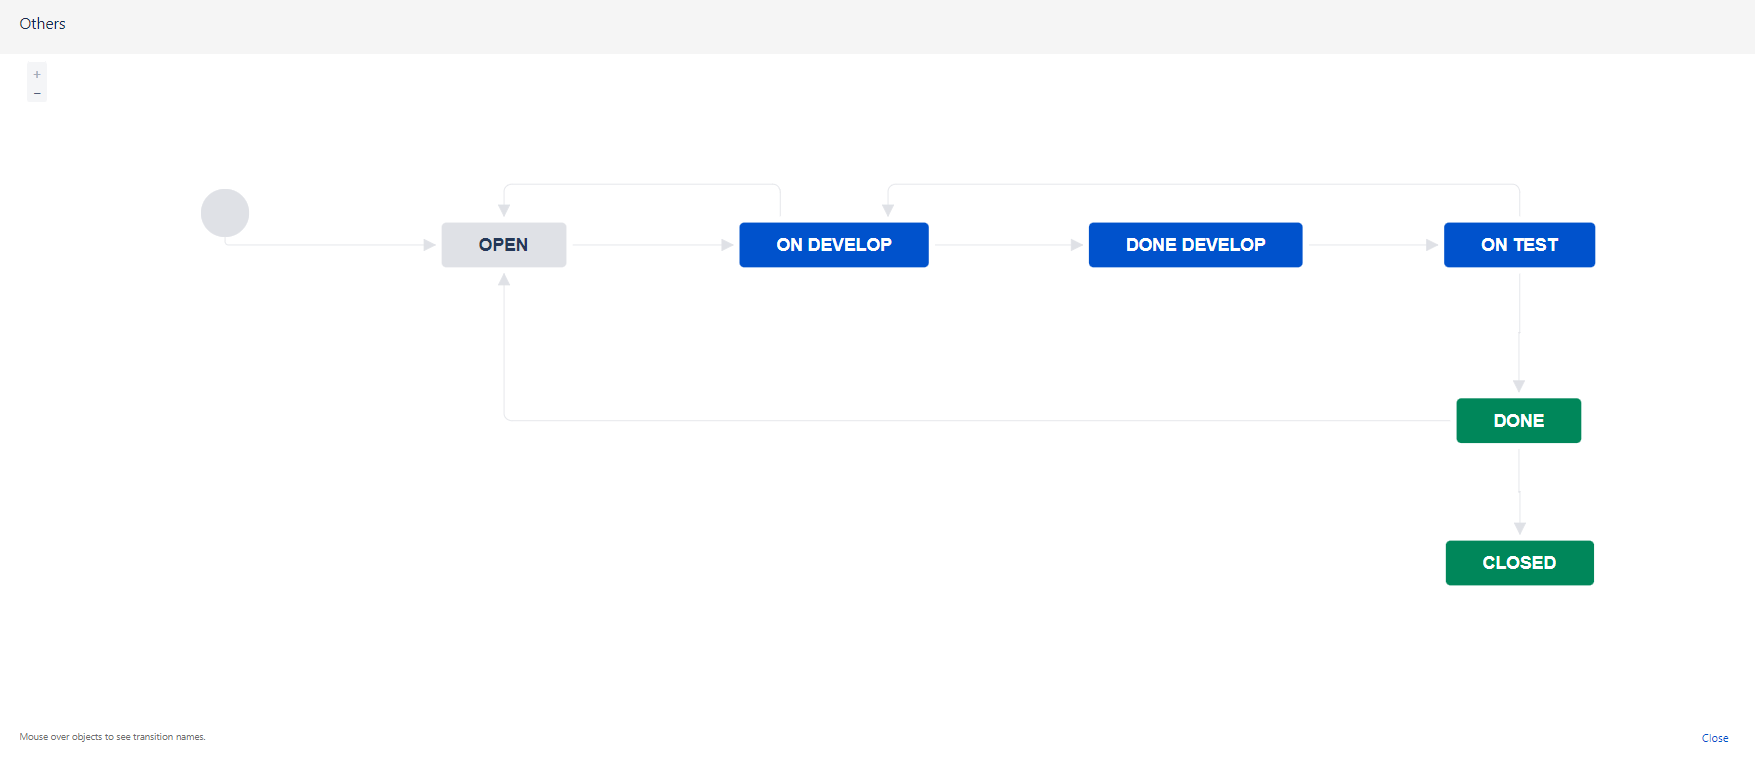 Others
+
−
OPEN
ON DEVELOP
DONE DEVELOP
ON TEST
DONE
CLOSED
Mouse over objects to see transition names.
Close